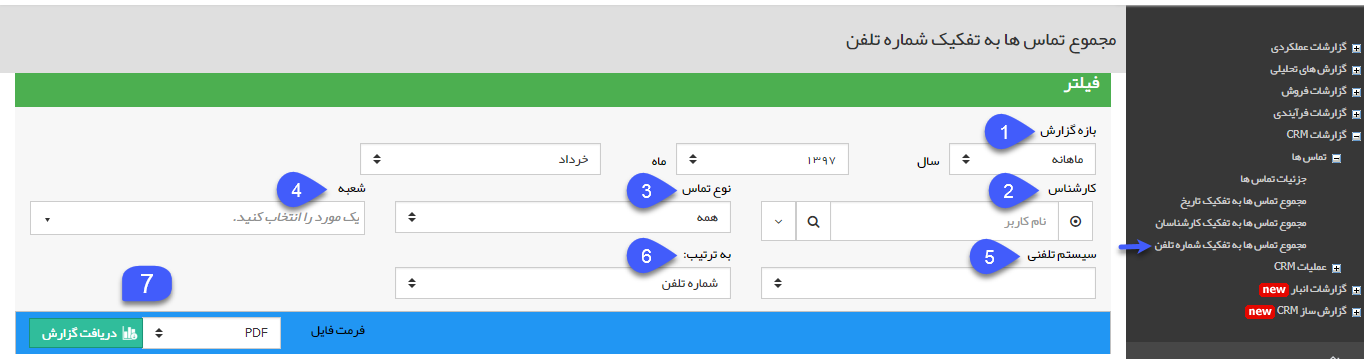 مجموع تماس ها به تفکیک شماره تلفن
گزارشات عملکردی
گزارش های تحلیلی
گزارشات فروش
گزارشات فرآیندی
گزارشات CRM
تماس ها
جزئیات تماس ها
مجموع تماس ها به تفکیک تاریخ
مجموع تماس ها به تفکیک کارشناسان
مجموع تماس ها به تفکیک شماره تلفن
عملیات CRM
گزارشات انبار new
گزارش ساز CRM new
فیلتر
بازه گزارش 1
ماهانه سال ۱۳۹۷ ماه خرداد
کارشناس 2 نوع تماس 3 شعبه 4
نام کاربر همه یک مورد را انتخاب کنید.
سیستم تلفنی 5 به ترتیب: 6
شماره تلفن
7
فرمت فایل PDF دریافت گزارش